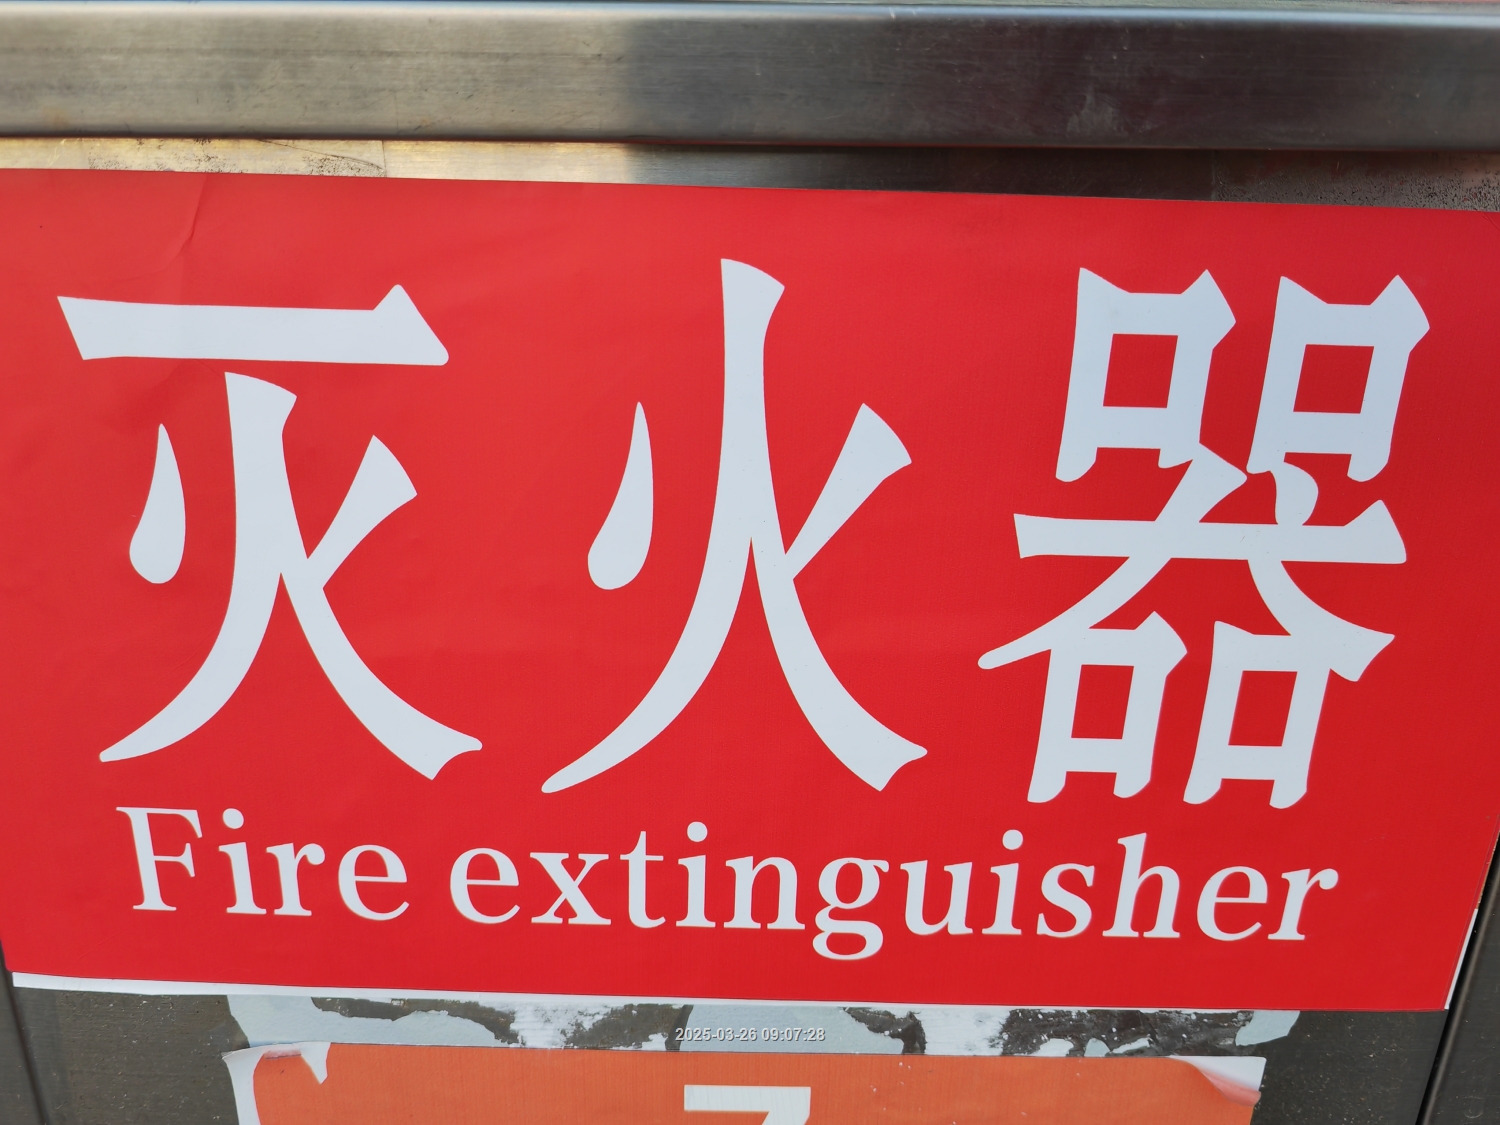 灭火器
Fire extinguisher
2025-03-26 09:07:28